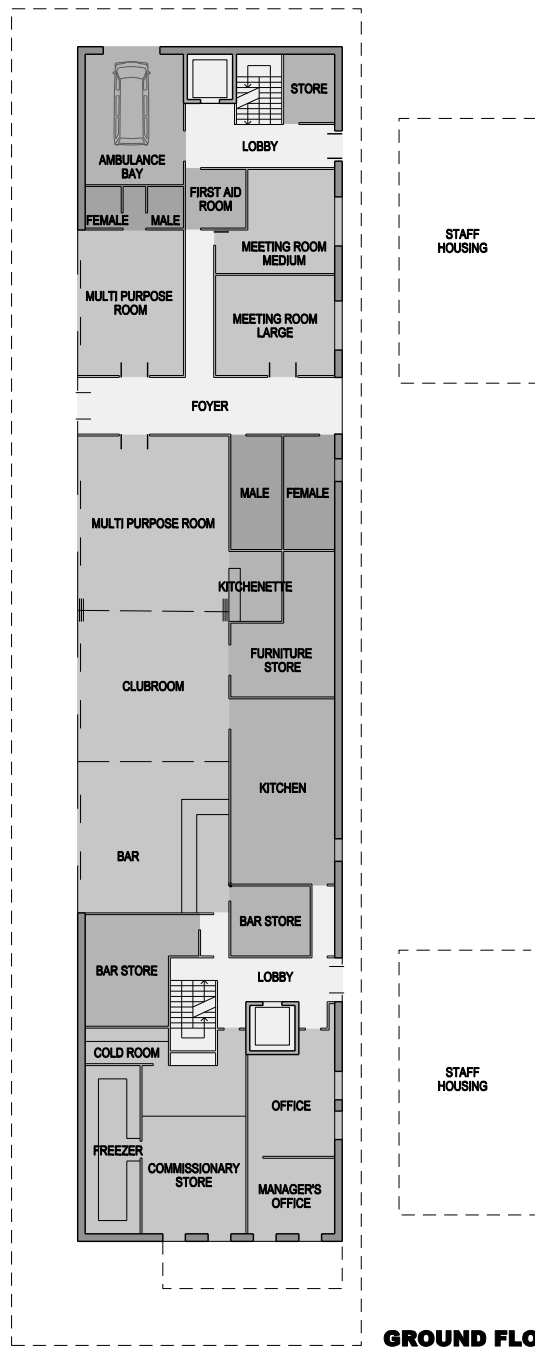 STORE
LOBBY
AMBULANCE
BAY
FIRST AID
ROOM
FEMALE
MALE
STAFF
HOUSING
MEETING ROOM
MEDIUM
MULTI PURPOSE
ROOM
MEETING ROOM
LARGE
FOYER
MALE
FEMALE
MULTI PURPOSE ROOM
KITCHENETTE
FURNITURE
STORE
CLUBROOM
KITCHEN
BAR
BAR STORE
BAR STORE
LOBBY
COLD ROOM
STAFF
HOUSING
OFFICE
FREEZER
COMMISSIONARY
STORE
MANAGER'S
OFFICE
GROUND FLO